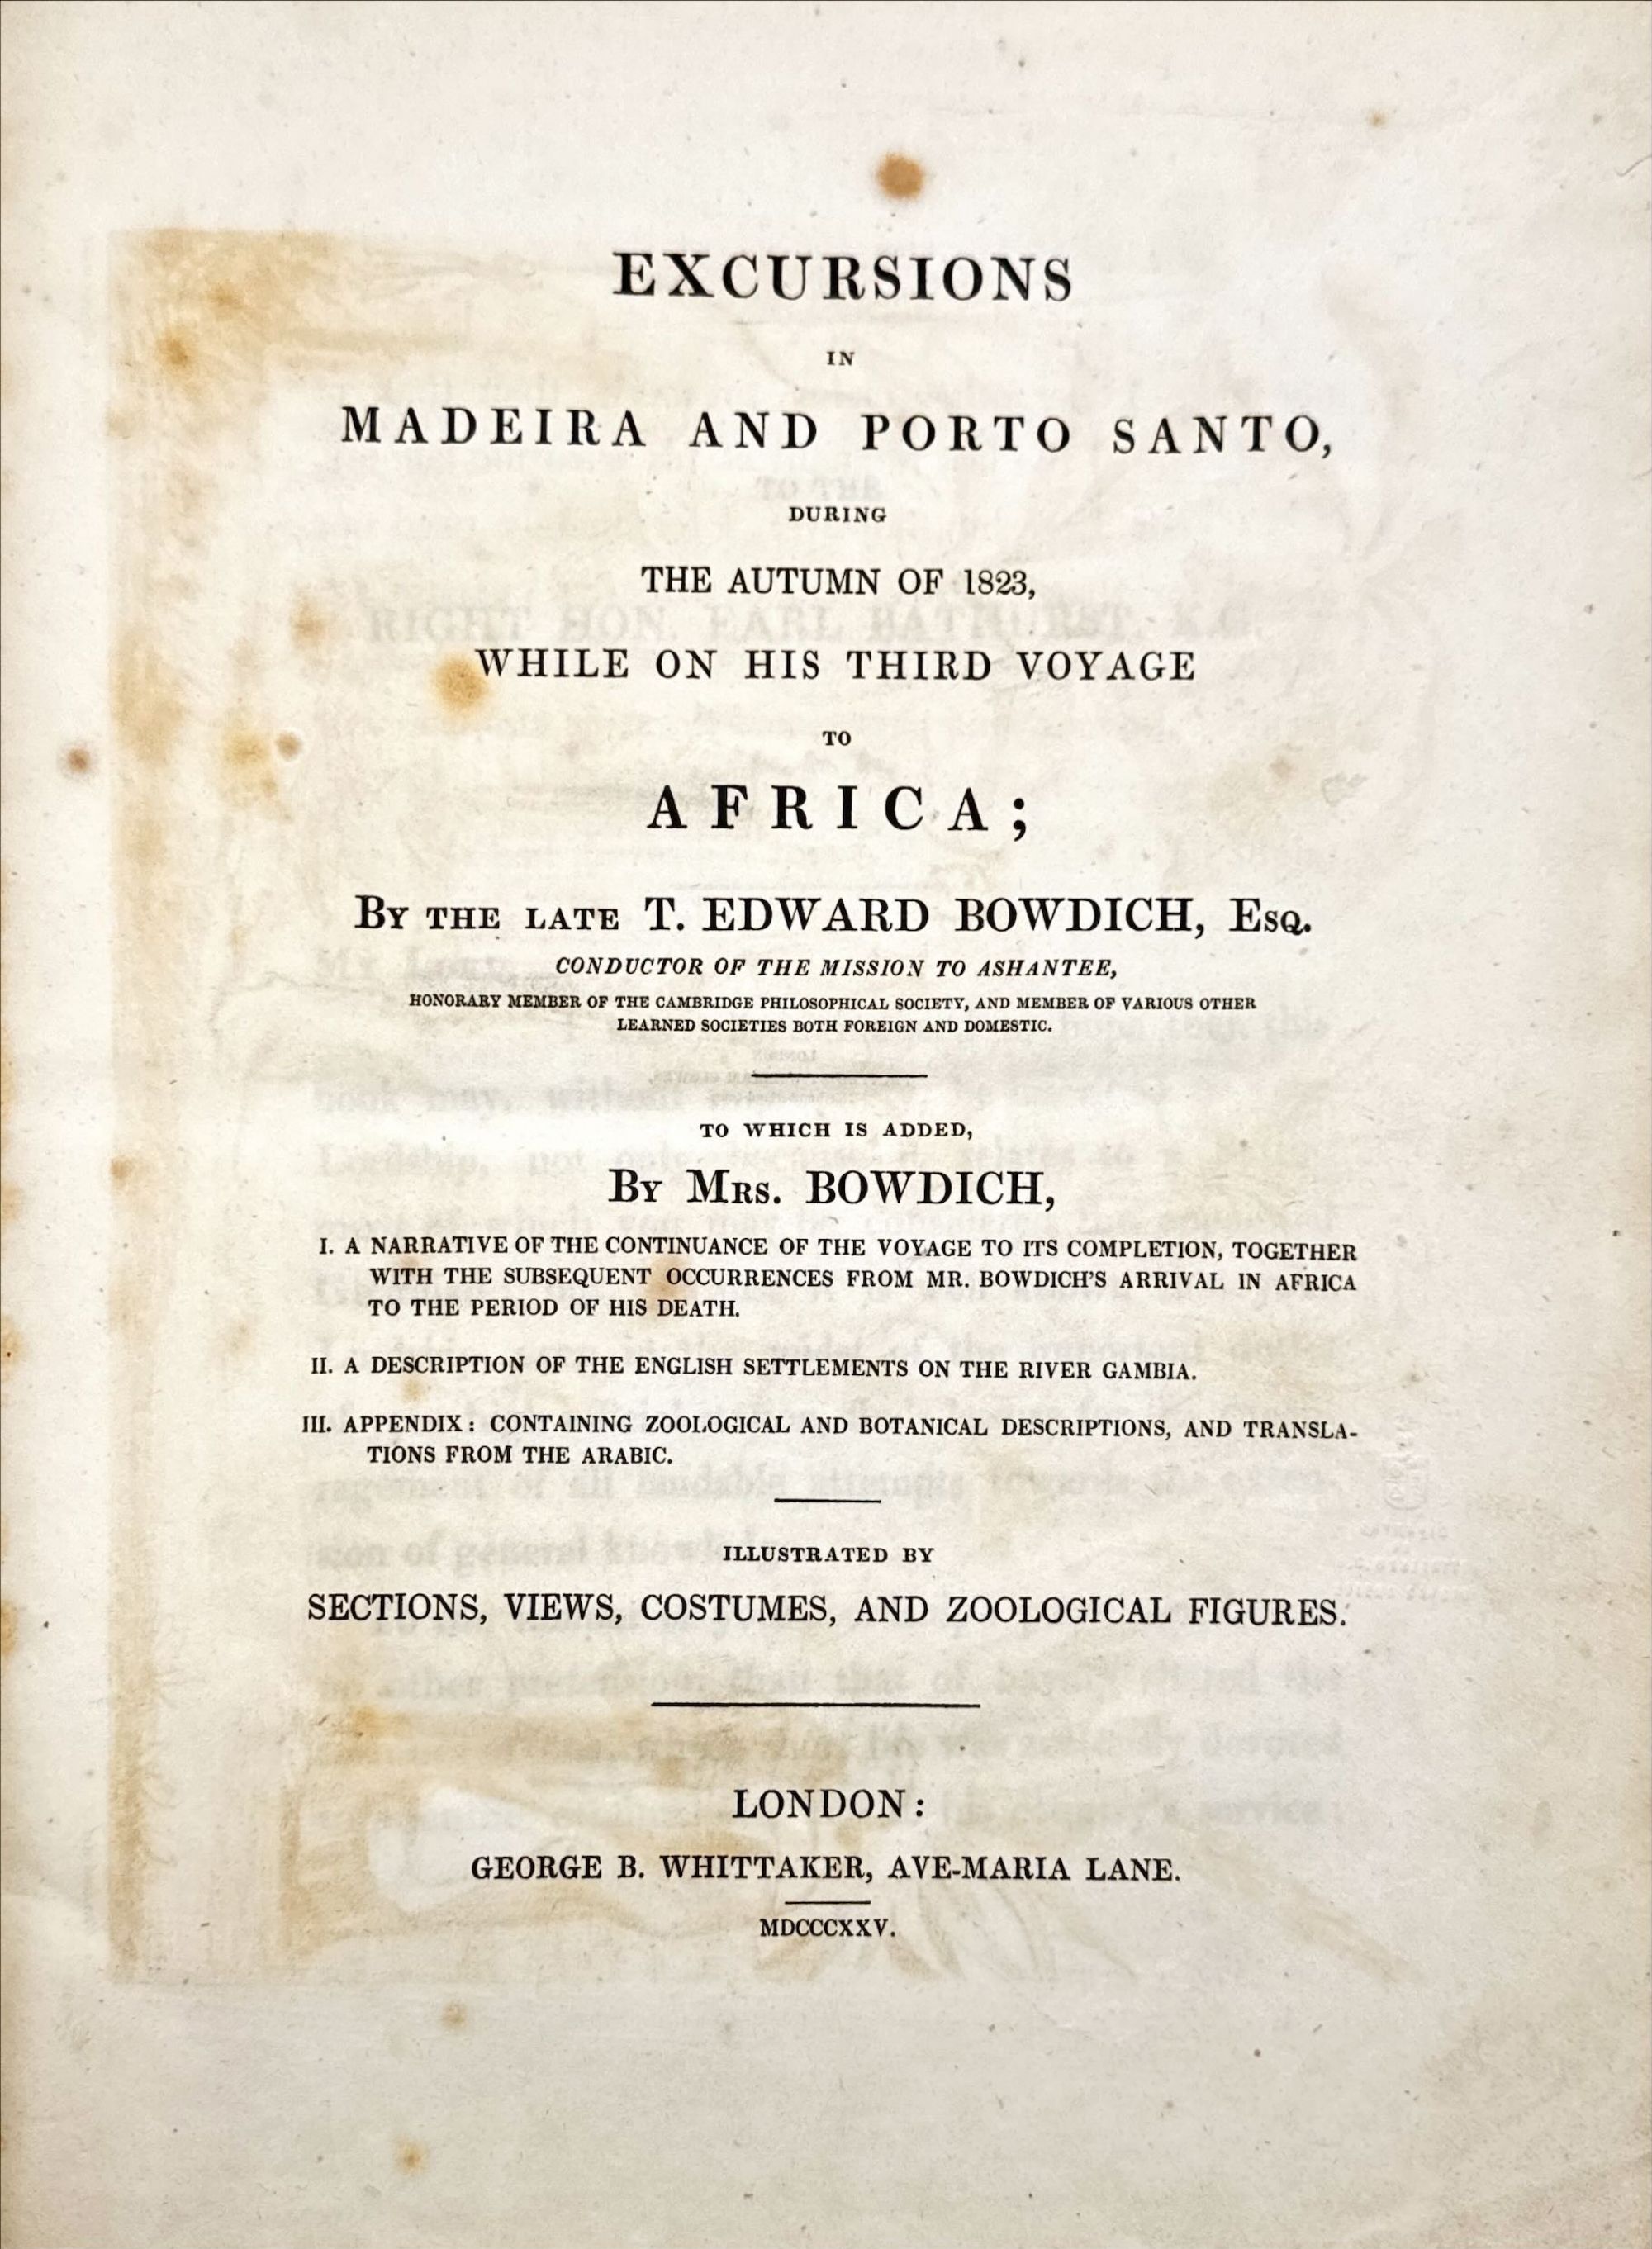 EXCURSIONS
IN
MADEIRA AND PORTO SANTO,
DURING
THE AUTUMN OF 1823,
WHILE ON HIS THIRD VOYAGE
TO
AFRICA;
BY THE LATE T. EDWARD BOWDICH, ESQ.
CONDUCTOR OF THE MISSION TO ASHANTEE,
HONORARY MEMBER OF THE CAMBRIDGE PHILOSOPHICAL SOCIETY, AND MEMBER OF VARIOUS OTHER
LEARNED SOCIETIES BOTH FOREIGN AND DOMESTIC.
TO WHICH IS ADDED,
BY MRS. BOWDICH,
I. A NARRATIVE OF THE CONTINUANCE OF THE VOYAGE TO ITS COMPLETION, TOGETHER
WITH THE SUBSEQUENT OCCURRENCES FROM MR. BOWDICH'S ARRIVAL IN AFRICA
TO THE PERIOD OF HIS DEATH.
II. A DESCRIPTION OF THE ENGLISH SETTLEMENTS ON THE RIVER GAMBIA.
III. APPENDIX: CONTAINING ZOOLOGICAL AND BOTANICAL DESCRIPTIONS, AND TRANSLA-
TIONS FROM THE ARABIC.
ILLUSTRATED BY
SECTIONS, VIEWS, COSTUMES, AND ZOOLOGICAL FIGURES.
LONDON:
GEORGE B. WHITTAKER, AVE-MARIA LANE.
MDCCCXXV.